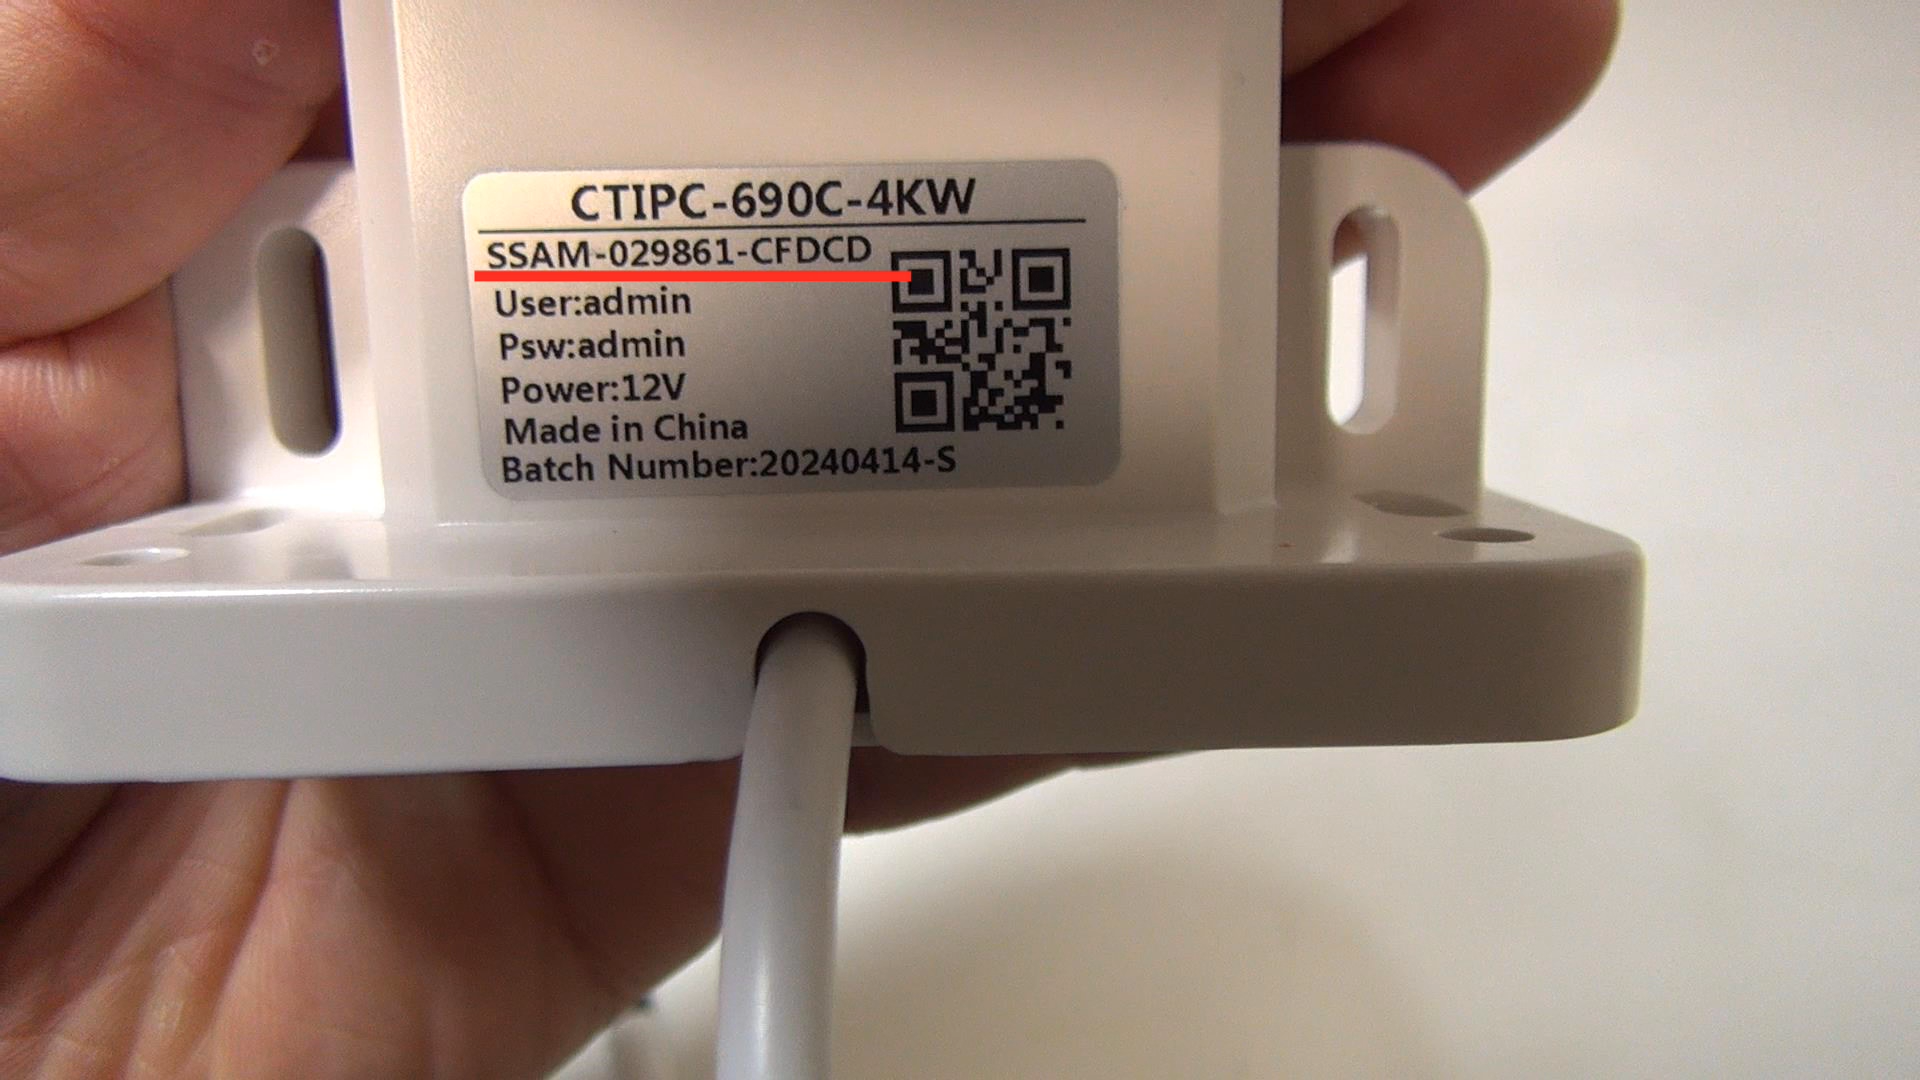 CTIPC-690C-4KW
SSAM-029861-CFDCD
User:admin
Psw:admin
Power:12V
Made in China
Batch Number:20240414-S